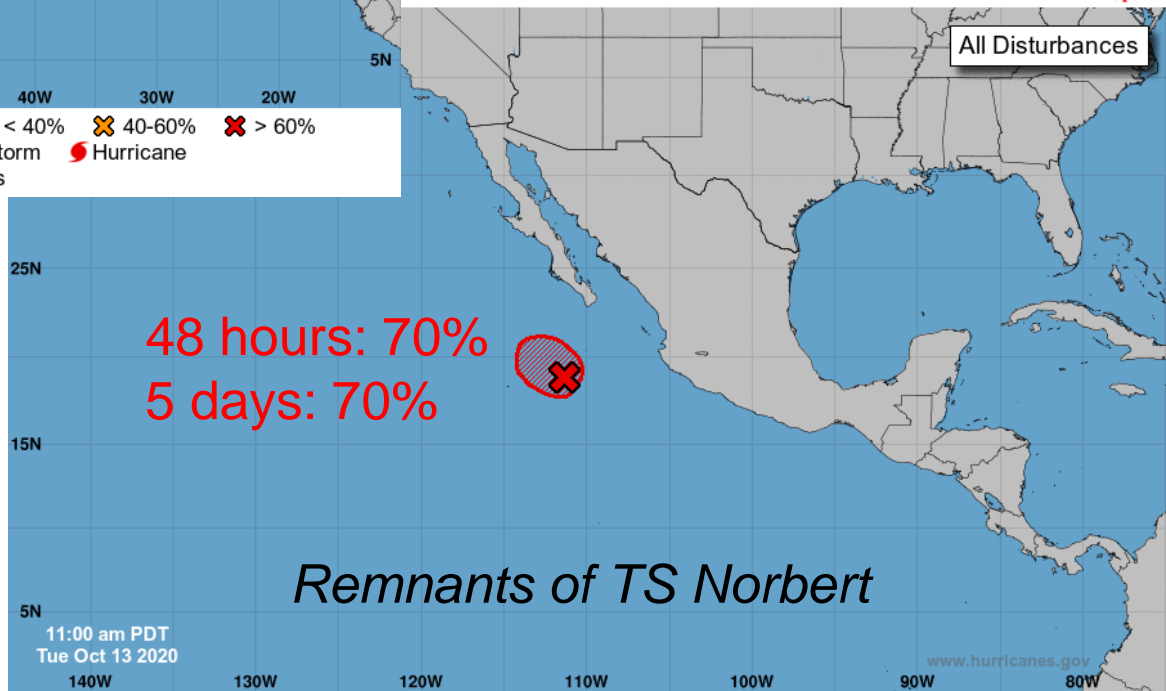 5N
40W 30W 20W
< 40% 40-60% > 60%
Hurricane
All Disturbances
25N
48 hours: 70%
5 days: 70%
15N
Remnants of TS Norbert
5N
11:00 am PDT
Tue Oct 13 2020
www.hurricanes.gov
140W 130W 120W 110W 100W 90W 80W